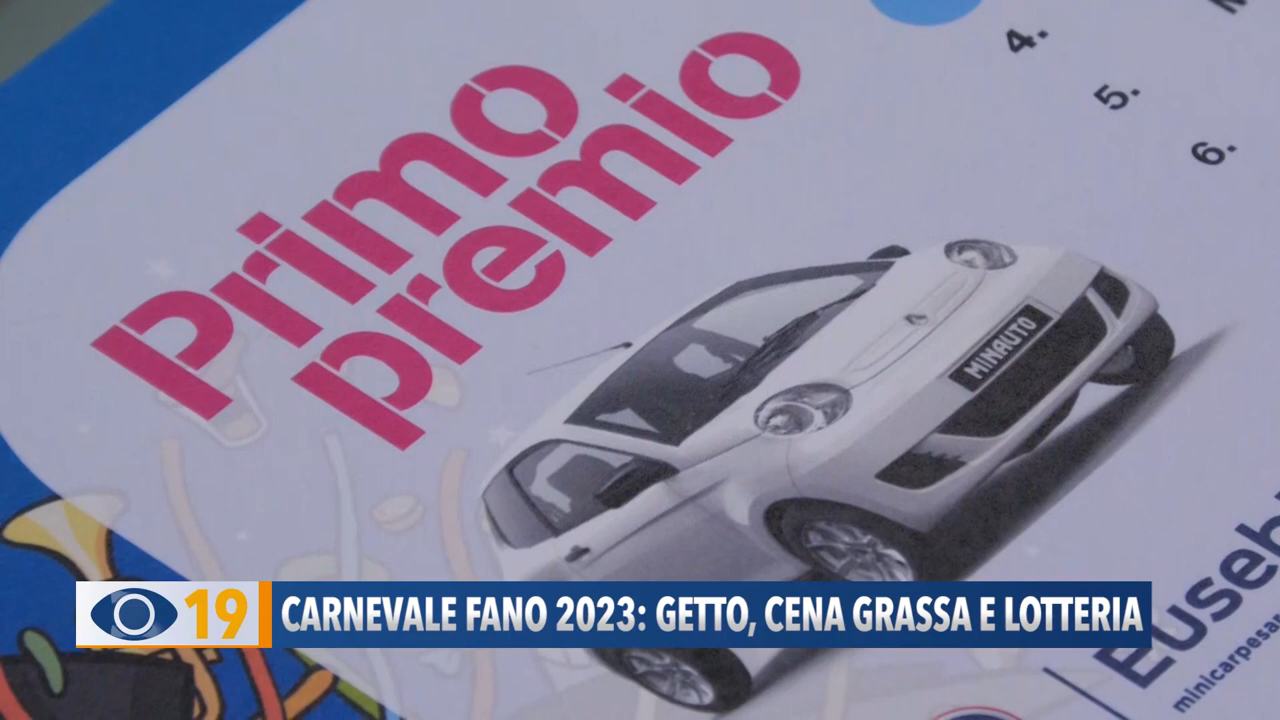 Primo
premio
4.
5.
6.
MINAUTO
19
CARNEVALE FANO 2023: GETTO, CENA GRASSA E LOTTERIA